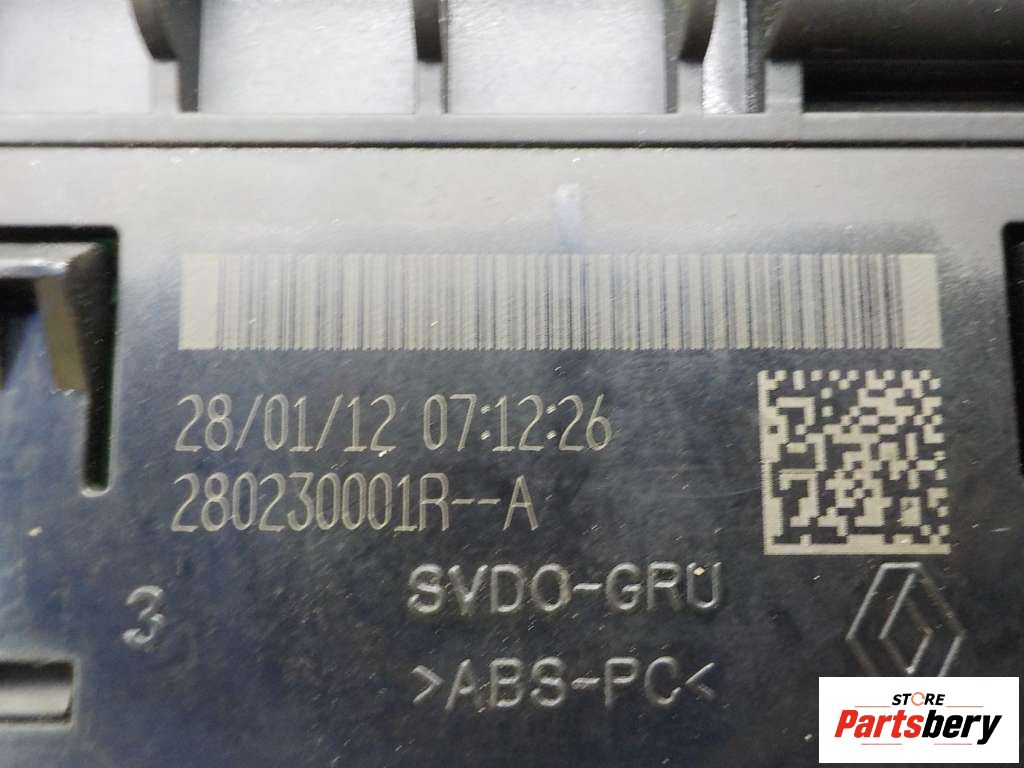 28/01/12 07:12:26
280230001R--A
SVDO-GRU
3
>ABS-PC<
STORE
Partsbery